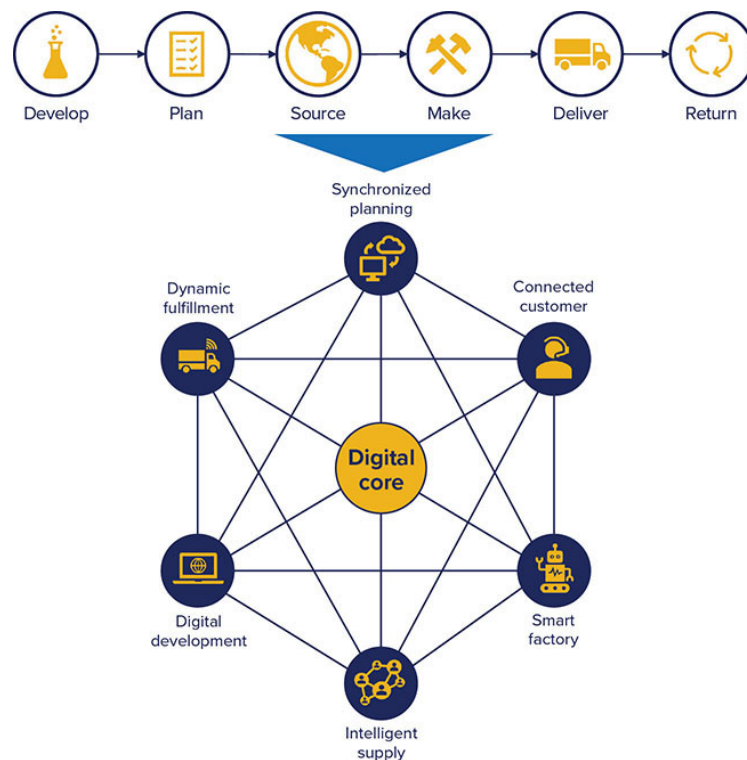 Develop
Plan
Source
Make
Deliver
Return
Synchronized
planning
Dynamic
fulfillment
Connected
customer
Digital
core
Digital
development
Smart
factory
Intelligent
supply